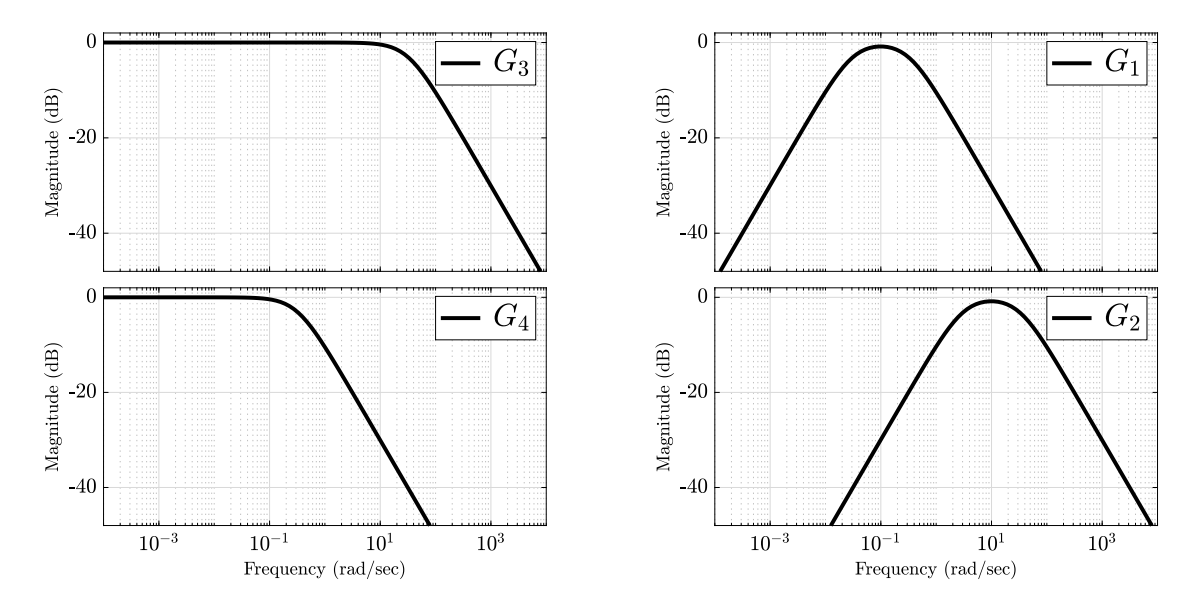 0
-20
-40
Magnitude (dB)
G₃
0
-20
-40
Magnitude (dB)
G₁
0
-20
-40
Magnitude (dB)
G₄
10⁻³ 10⁻¹ 10¹ 10³
Frequency (rad/sec)
0
-20
-40
Magnitude (dB)
G₂
10⁻³ 10⁻¹ 10¹ 10³
Frequency (rad/sec)